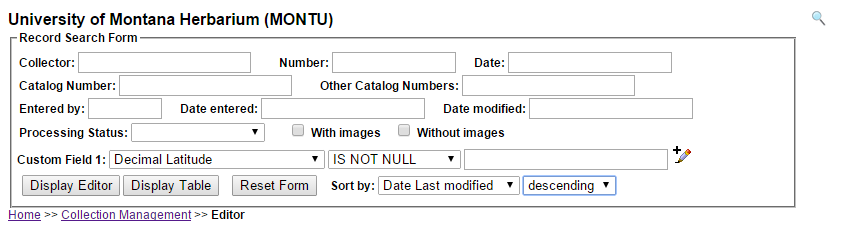 University of Montana Herbarium (MONTU)
Record Search Form
Collector: Number: Date:
Catalog Number: Other Catalog Numbers:
Entered by: Date entered: Date modified:
Processing Status: With images Without images
Custom Field 1: Decimal Latitude IS NOT NULL
Display Editor Display Table Reset Form Sort by: Date Last modified descending
Home >> Collection Management >> Editor